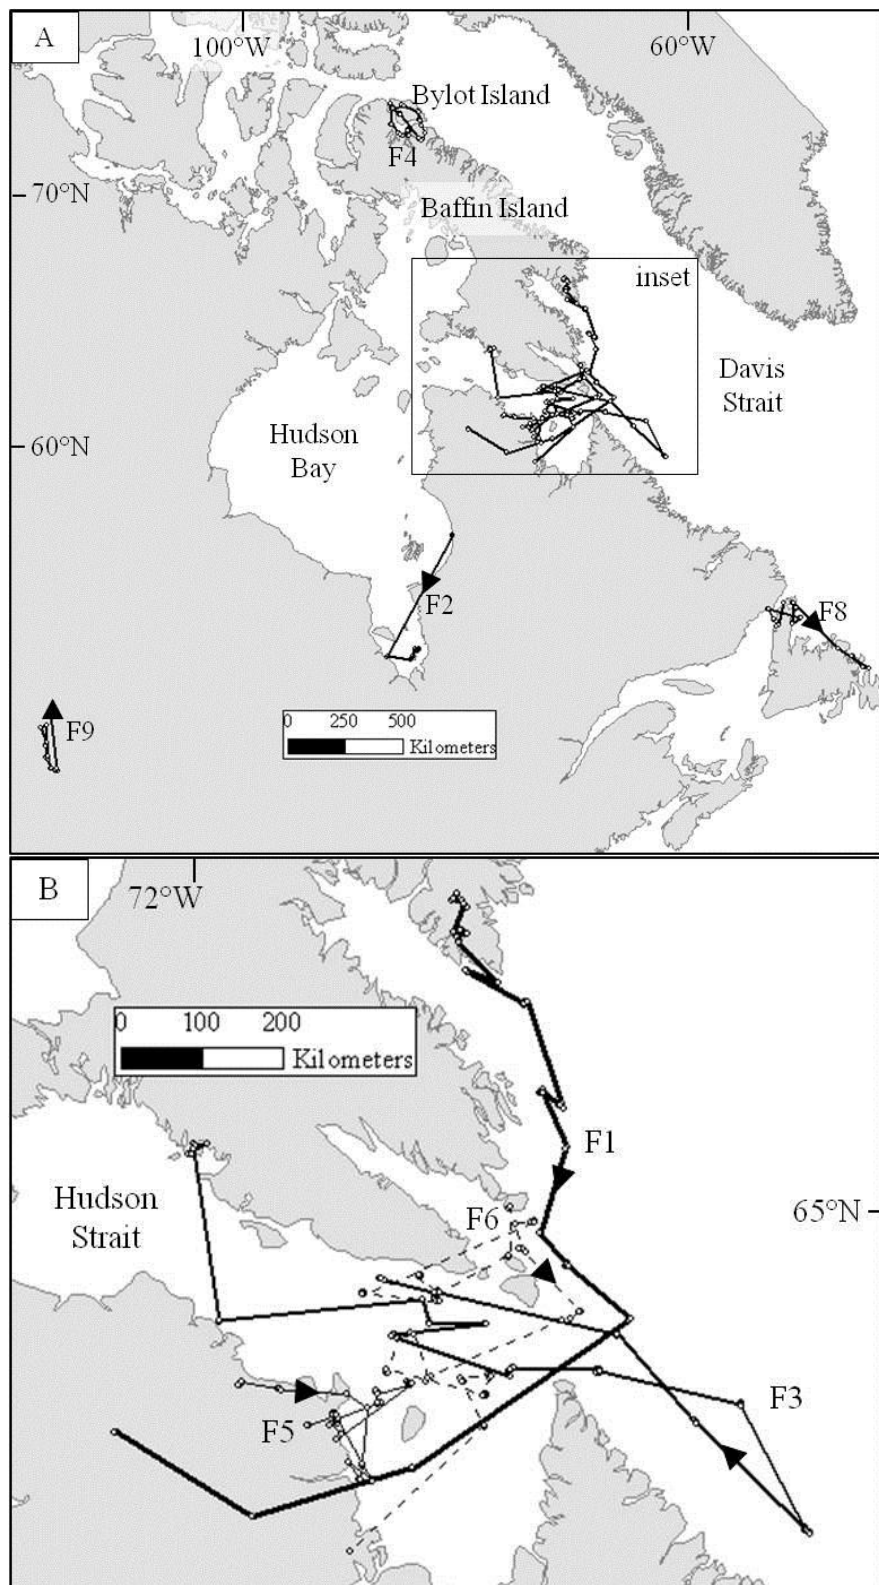 A
100°W
60°W
Bylot Island
F4
70°N
Baffin Island
inset
Davis
Strait
Hudson
Bay
60°N
F2
F8
F9
0 250 500
Kilometers
B
72°W
0 100 200
Kilometers
F1
Hudson
Strait
F6
65°N
F3
F5